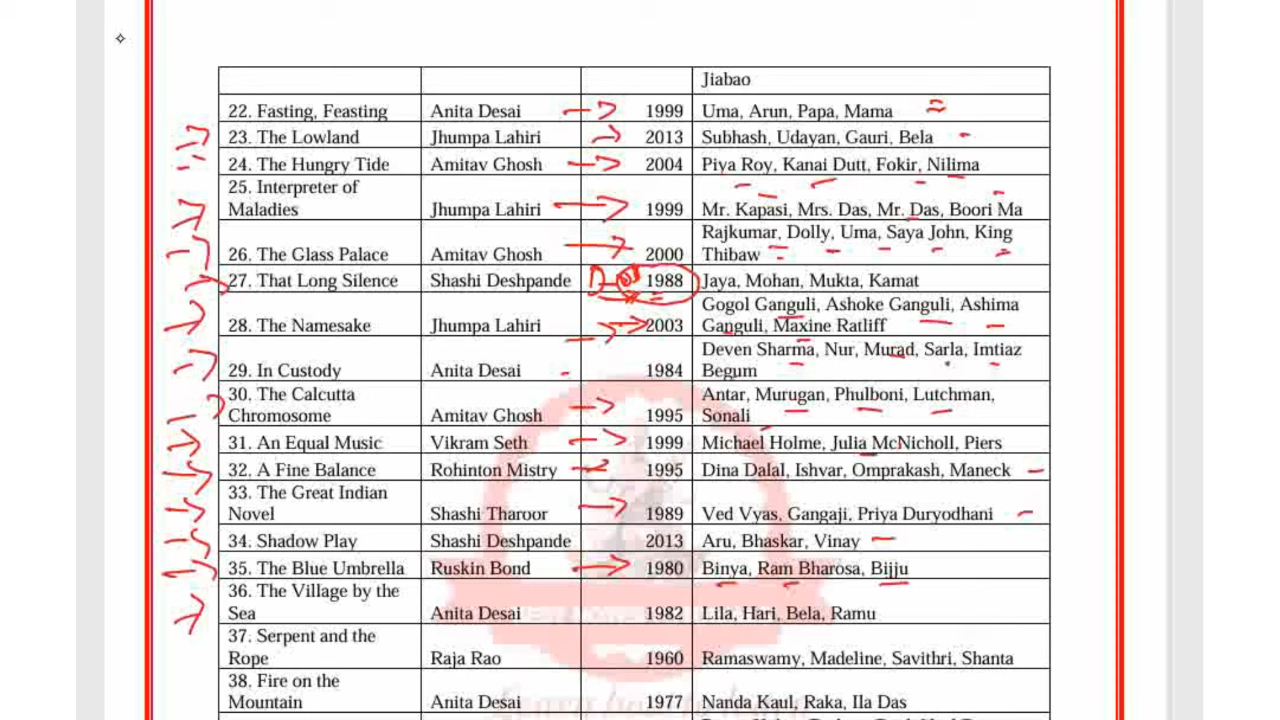 Jiabao
22. Fasting, Feasting Anita Desai 1999 Uma, Arun, Papa, Mama
23. The Lowland Jhumpa Lahiri 2013 Subhash, Udayan, Gauri, Bela
24. The Hungry Tide Amitav Ghosh 2004 Piya Roy, Kanai Dutt, Fokir, Nilima
25. Interpreter of
Maladies Jhumpa Lahiri 1999 Mr. Kapasi, Mrs. Das, Mr. Das, Boori Ma
Rajkumar, Dolly, Uma, Saya John, King
26. The Glass Palace Amitav Ghosh 2000 Thibaw
27. That Long Silence Shashi Deshpande 1988 Jaya, Mohan, Mukta, Kamat
Gogol Ganguli, Ashoke Ganguli, Ashima
28. The Namesake Jhumpa Lahiri 2003 Ganguli, Maxine Ratliff
Deven Sharma, Nur, Murad, Sarla, Imtiaz
29. In Custody Anita Desai 1984 Begum
30. The Calcutta Antar, Murugan, Phulboni, Lutchman,
Chromosome Amitav Ghosh 1995 Sonali
31. An Equal Music Vikram Seth 1999 Michael Holme, Julia McNicholl, Piers
32. A Fine Balance Rohinton Mistry 1995 Dina Dalal, Ishvar, Omprakash, Maneck
33. The Great Indian
Novel Shashi Tharoor 1989 Ved Vyas, Gangaji, Priya Duryodhani
34. Shadow Play Shashi Deshpande 2013 Aru, Bhaskar, Vinay
35. The Blue Umbrella Ruskin Bond 1980 Binya, Ram Bharosa, Bijju
36. The Village by the
Sea Anita Desai 1982 Lila, Hari, Bela, Ramu
37. Serpent and the
Rope Raja Rao 1960 Ramaswamy, Madeline, Savithri, Shanta
38. Fire on the
Mountain Anita Desai 1977 Nanda Kaul, Raka, Ila Das